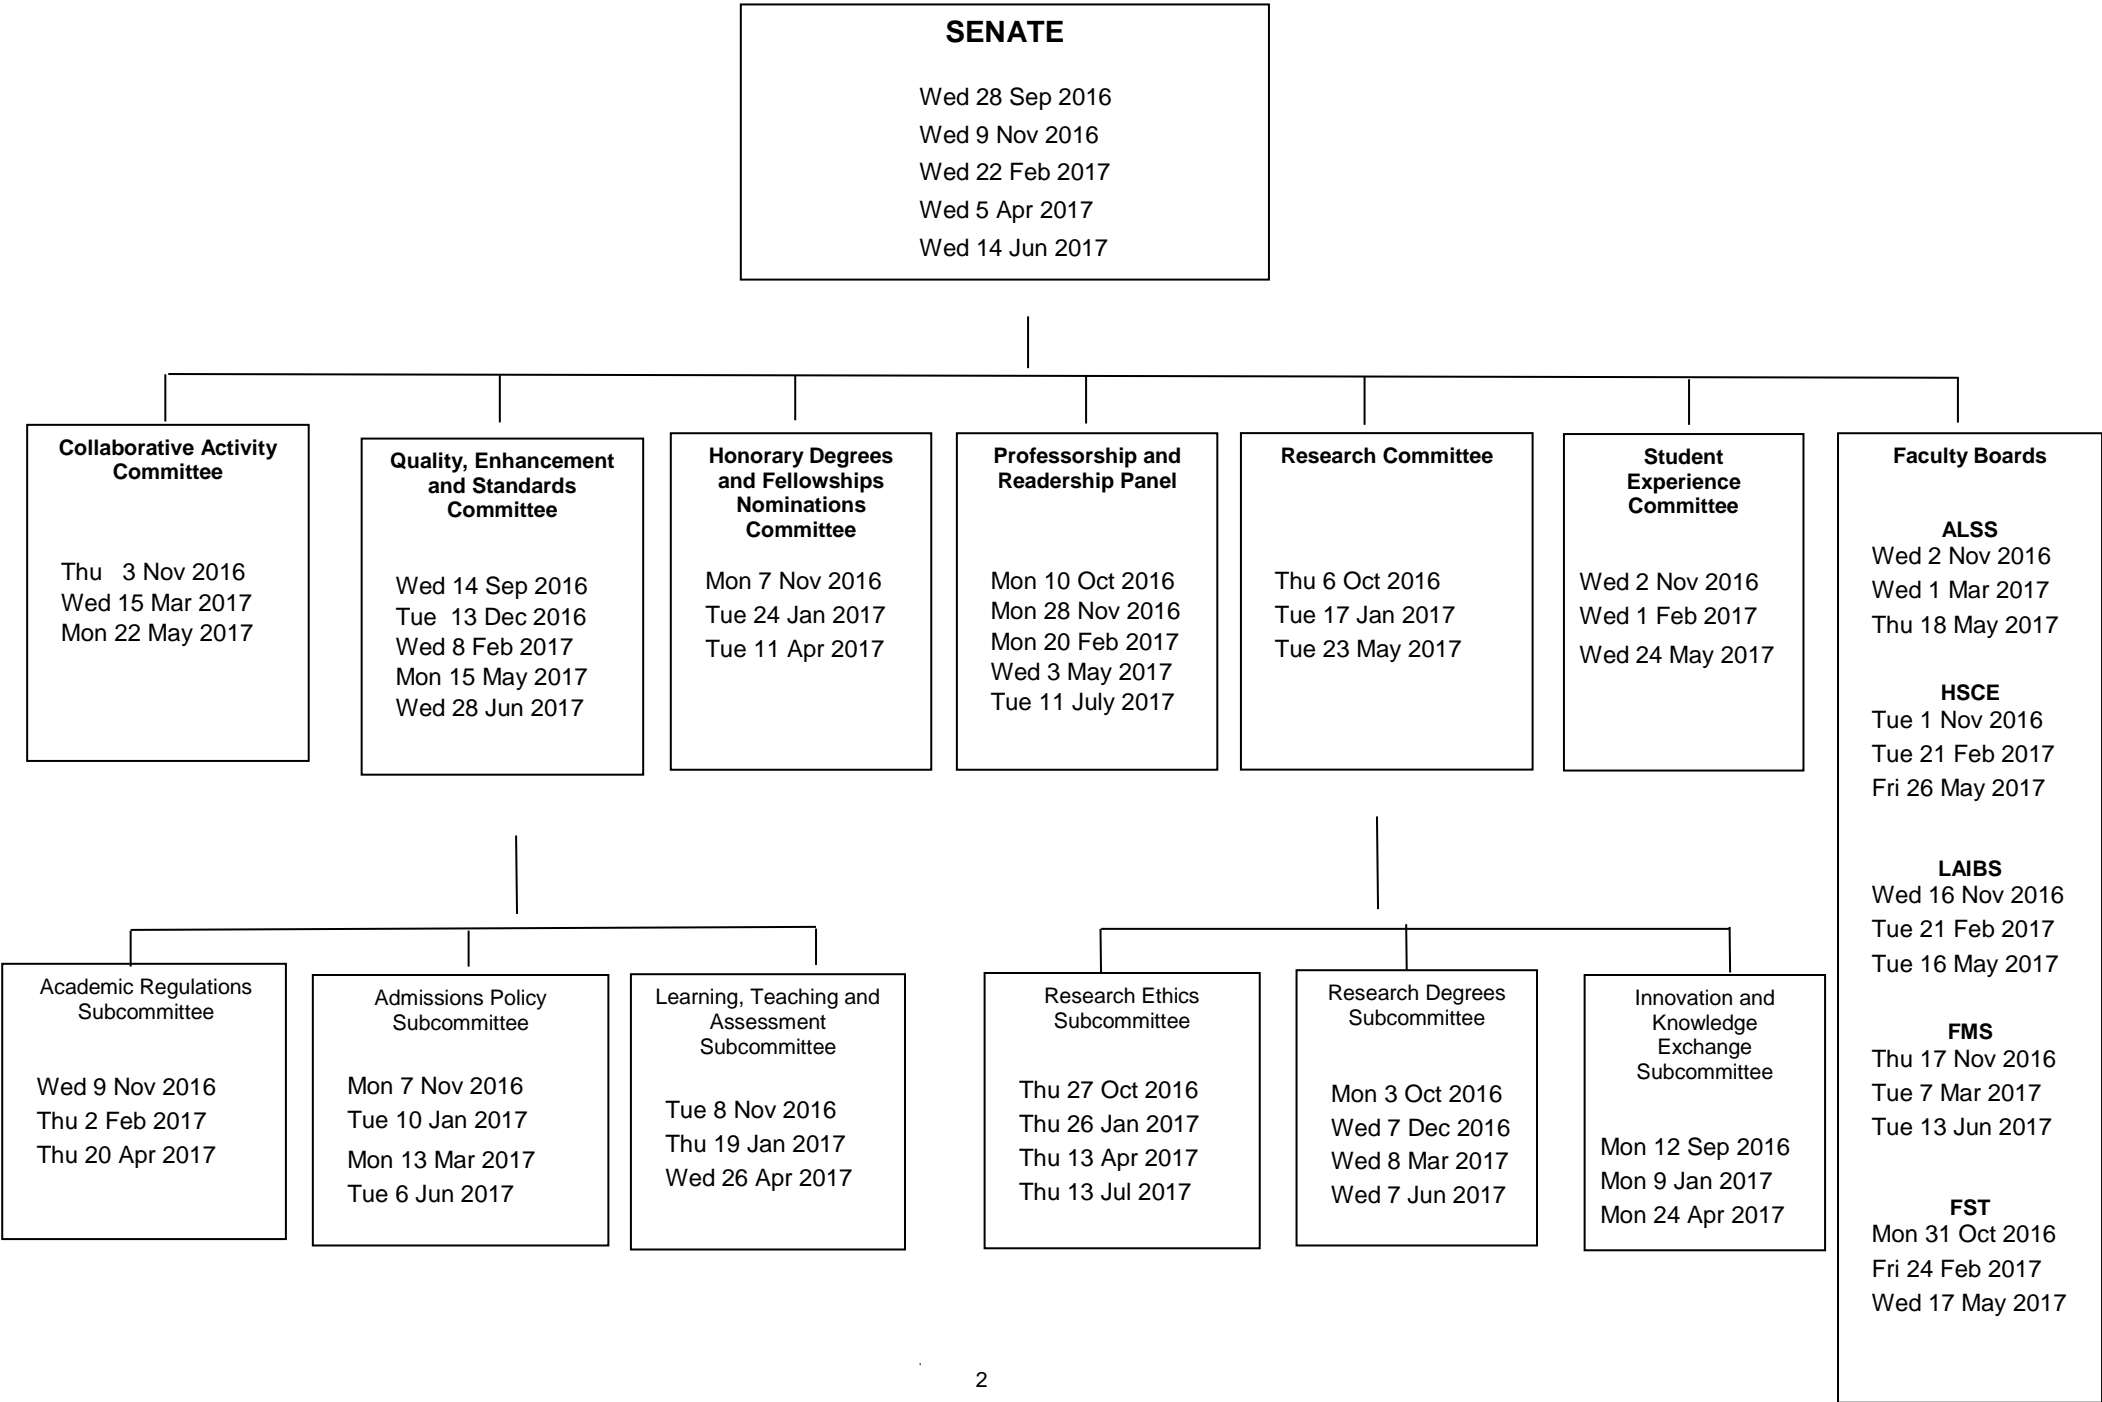 SENATE
Wed 28 Sep 2016
Wed 9 Nov 2016
Wed 22 Feb 2017
Wed 5 Apr 2017
Wed 14 Jun 2017
Collaborative Activity
Committee
Thu 3 Nov 2016
Wed 15 Mar 2017
Mon 22 May 2017
Quality, Enhancement
and Standards
Committee
Wed 14 Sep 2016
Tue 13 Dec 2016
Wed 8 Feb 2017
Mon 15 May 2017
Wed 28 Jun 2017
Honorary Degrees
and Fellowships
Nominations
Committee
Mon 7 Nov 2016
Tue 24 Jan 2017
Tue 11 Apr 2017
Professorship and
Readership Panel
Mon 10 Oct 2016
Mon 28 Nov 2016
Mon 20 Feb 2017
Wed 3 May 2017
Tue 11 July 2017
Research Committee
Thu 6 Oct 2016
Tue 17 Jan 2017
Tue 23 May 2017
Student
Experience
Committee
Wed 2 Nov 2016
Wed 1 Feb 2017
Wed 24 May 2017
Faculty Boards
ALSS
Wed 2 Nov 2016
Wed 1 Mar 2017
Thu 18 May 2017
HSCE
Tue 1 Nov 2016
Tue 21 Feb 2017
Fri 26 May 2017
LAIBS
Wed 16 Nov 2016
Tue 21 Feb 2017
Tue 16 May 2017
FMS
Thu 17 Nov 2016
Tue 7 Mar 2017
Tue 13 Jun 2017
FST
Mon 31 Oct 2016
Fri 24 Feb 2017
Wed 17 May 2017
Academic Regulations
Subcommittee
Wed 9 Nov 2016
Thu 2 Feb 2017
Thu 20 Apr 2017
Admissions Policy
Subcommittee
Mon 7 Nov 2016
Tue 10 Jan 2017
Mon 13 Mar 2017
Tue 6 Jun 2017
Learning, Teaching and
Assessment
Subcommittee
Tue 8 Nov 2016
Thu 19 Jan 2017
Wed 26 Apr 2017
Research Ethics
Subcommittee
Thu 27 Oct 2016
Thu 26 Jan 2017
Thu 13 Apr 2017
Thu 13 Jul 2017
Research Degrees
Subcommittee
Mon 3 Oct 2016
Wed 7 Dec 2016
Wed 8 Mar 2017
Wed 7 Jun 2017
Innovation and
Knowledge
Exchange
Subcommittee
Mon 12 Sep 2016
Mon 9 Jan 2017
Mon 24 Apr 2017
2